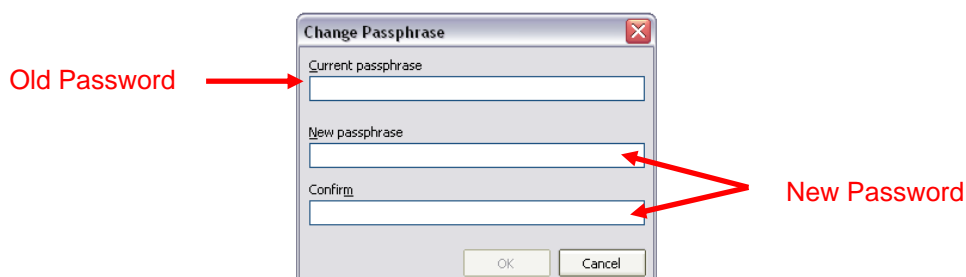 Change Passphrase
Current passphrase
Old Password
New passphrase
Confirm
New Password
OK
Cancel